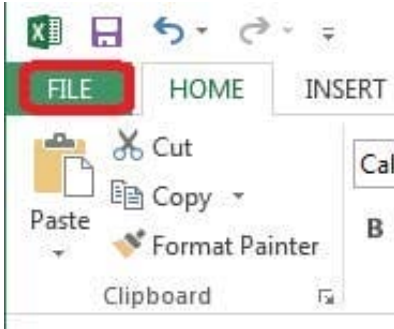 FILE HOME INSERT
Cut
Cal
Copy
Paste
B
Format Painter
Clipboard